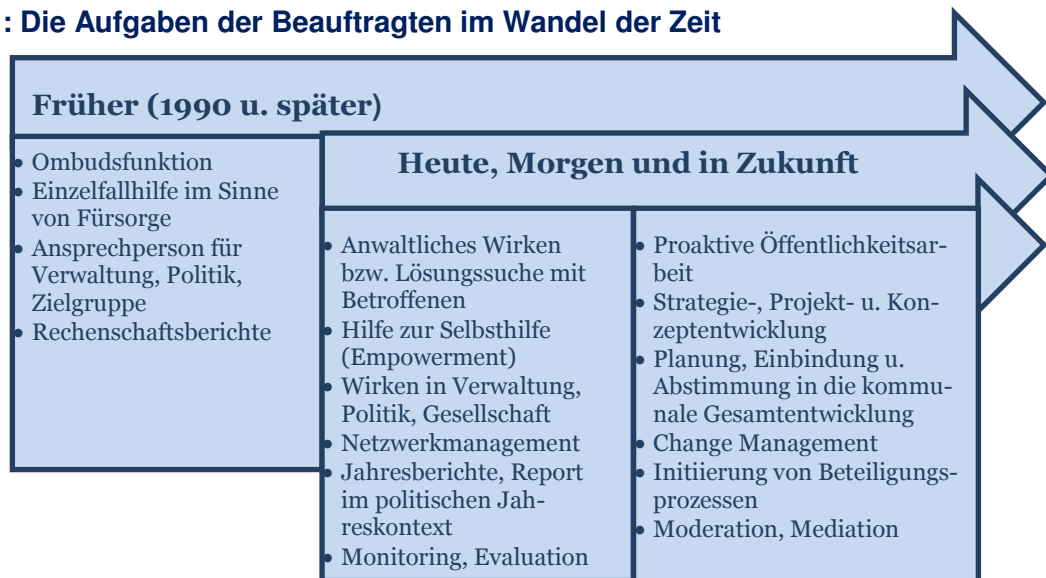 : Die Aufgaben der Beauftragten im Wandel der Zeit
Früher (1990 u. später)
• Ombudsfunktion
• Einzelfallhilfe im Sinne
von Fürsorge
• Ansprechperson für
Verwaltung, Politik,
Zielgruppe
• Rechenschaftsberichte
Heute, Morgen und in Zukunft
• Anwaltliches Wirken
bzw. Lösungssuche mit
Betroffenen
• Hilfe zur Selbsthilfe
(Empowerment)
• Wirken in Verwaltung,
Politik, Gesellschaft
• Netzwerkmanagement
• Jahresberichte, Report
im politischen Jah-
reskontext
• Monitoring, Evaluation
• Proaktive Öffentlichkeitsar-
beit
• Strategie-, Projekt- u. Kon-
zeptentwicklung
• Planung, Einbindung u.
Abstimmung in die kommu-
nale Gesamtentwicklung
• Change Management
• Initiierung von Beteiligungs-
prozessen
• Moderation, Mediation